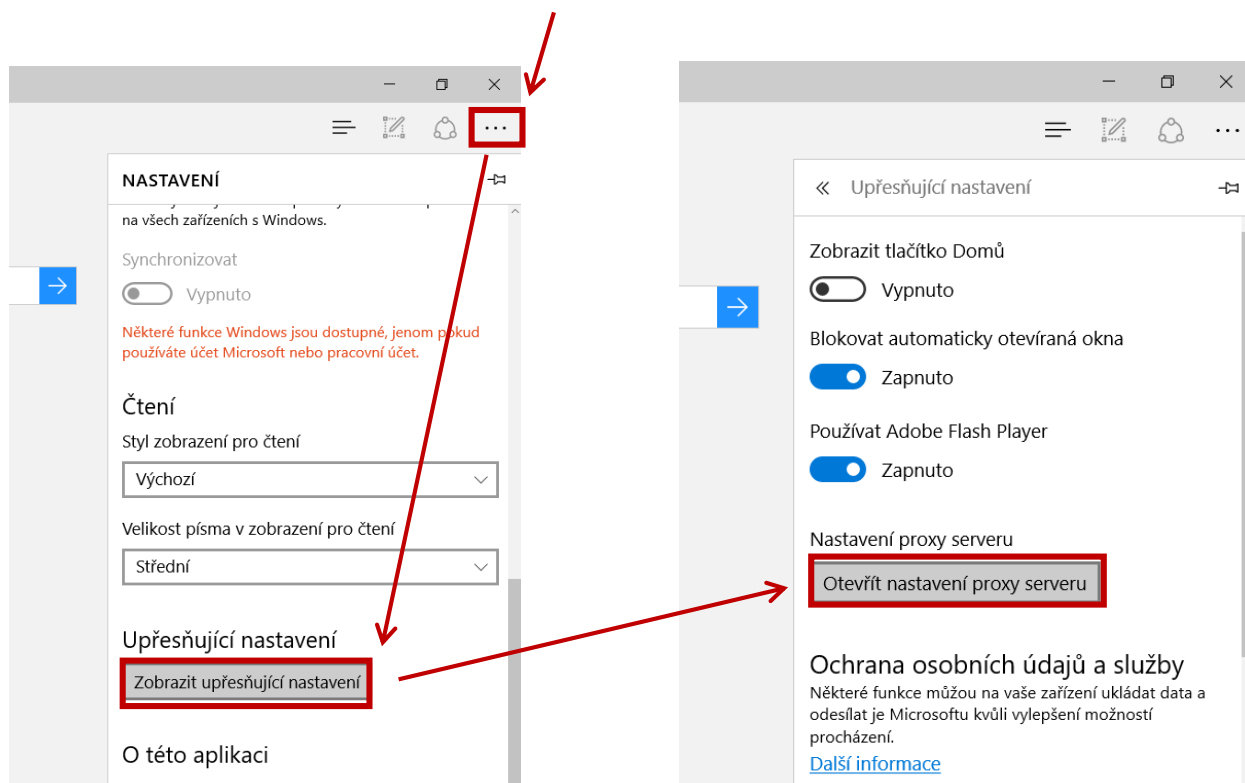 NASTAVENÍ
na všech zařízeních s Windows.
Synchronizovat
Vypnuto
Některé funkce Windows jsou dostupné, jenom pokud
používáte účet Microsoft nebo pracovní účet.
Čtení
Styl zobrazení pro čtení
Výchozí
Velikost písma v zobrazení pro čtení
Střední
Upřesňující nastavení
Zobrazit upřesňující nastavení
O této aplikaci
Upřesňující nastavení
Zobrazit tlačítko Domů
Vypnuto
Blokovat automaticky otevíraná okna
Zapnuto
Používat Adobe Flash Player
Zapnuto
Nastavení proxy serveru
Otevřít nastavení proxy serveru
Ochrana osobních údajů a služby
Některé funkce můžou na vaše zařízení ukládat data a
odesílat je Microsoftu kvůli vylepšení možností
procházení.
Další informace